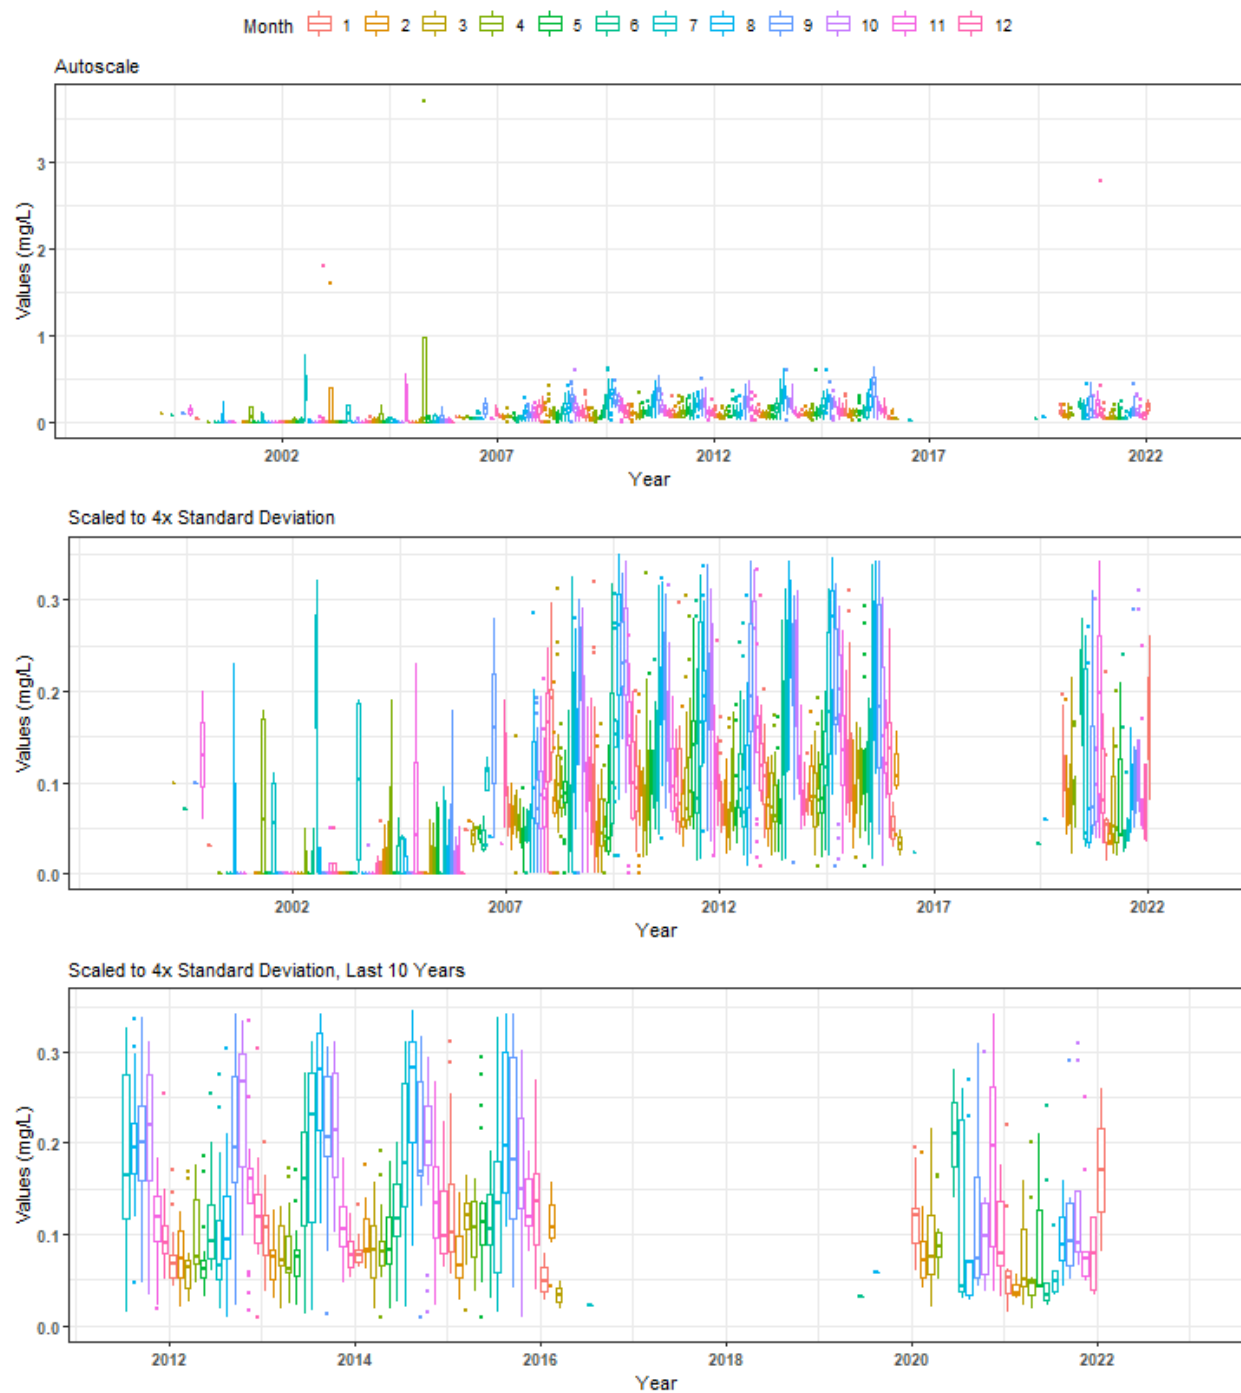 Month 1 2 3 4 5 6 7 8 9 10 11 12
Autoscale
Values (mg/L)
3
2
1
0
2002 2007 2012 2017 2022
Year
Scaled to 4x Standard Deviation
Values (mg/L)
0.3
0.2
0.1
0.0
2002 2007 2012 2017 2022
Year
Scaled to 4x Standard Deviation, Last 10 Years
Values (mg/L)
0.3
0.2
0.1
0.0
2012 2014 2016 2018 2020 2022
Year